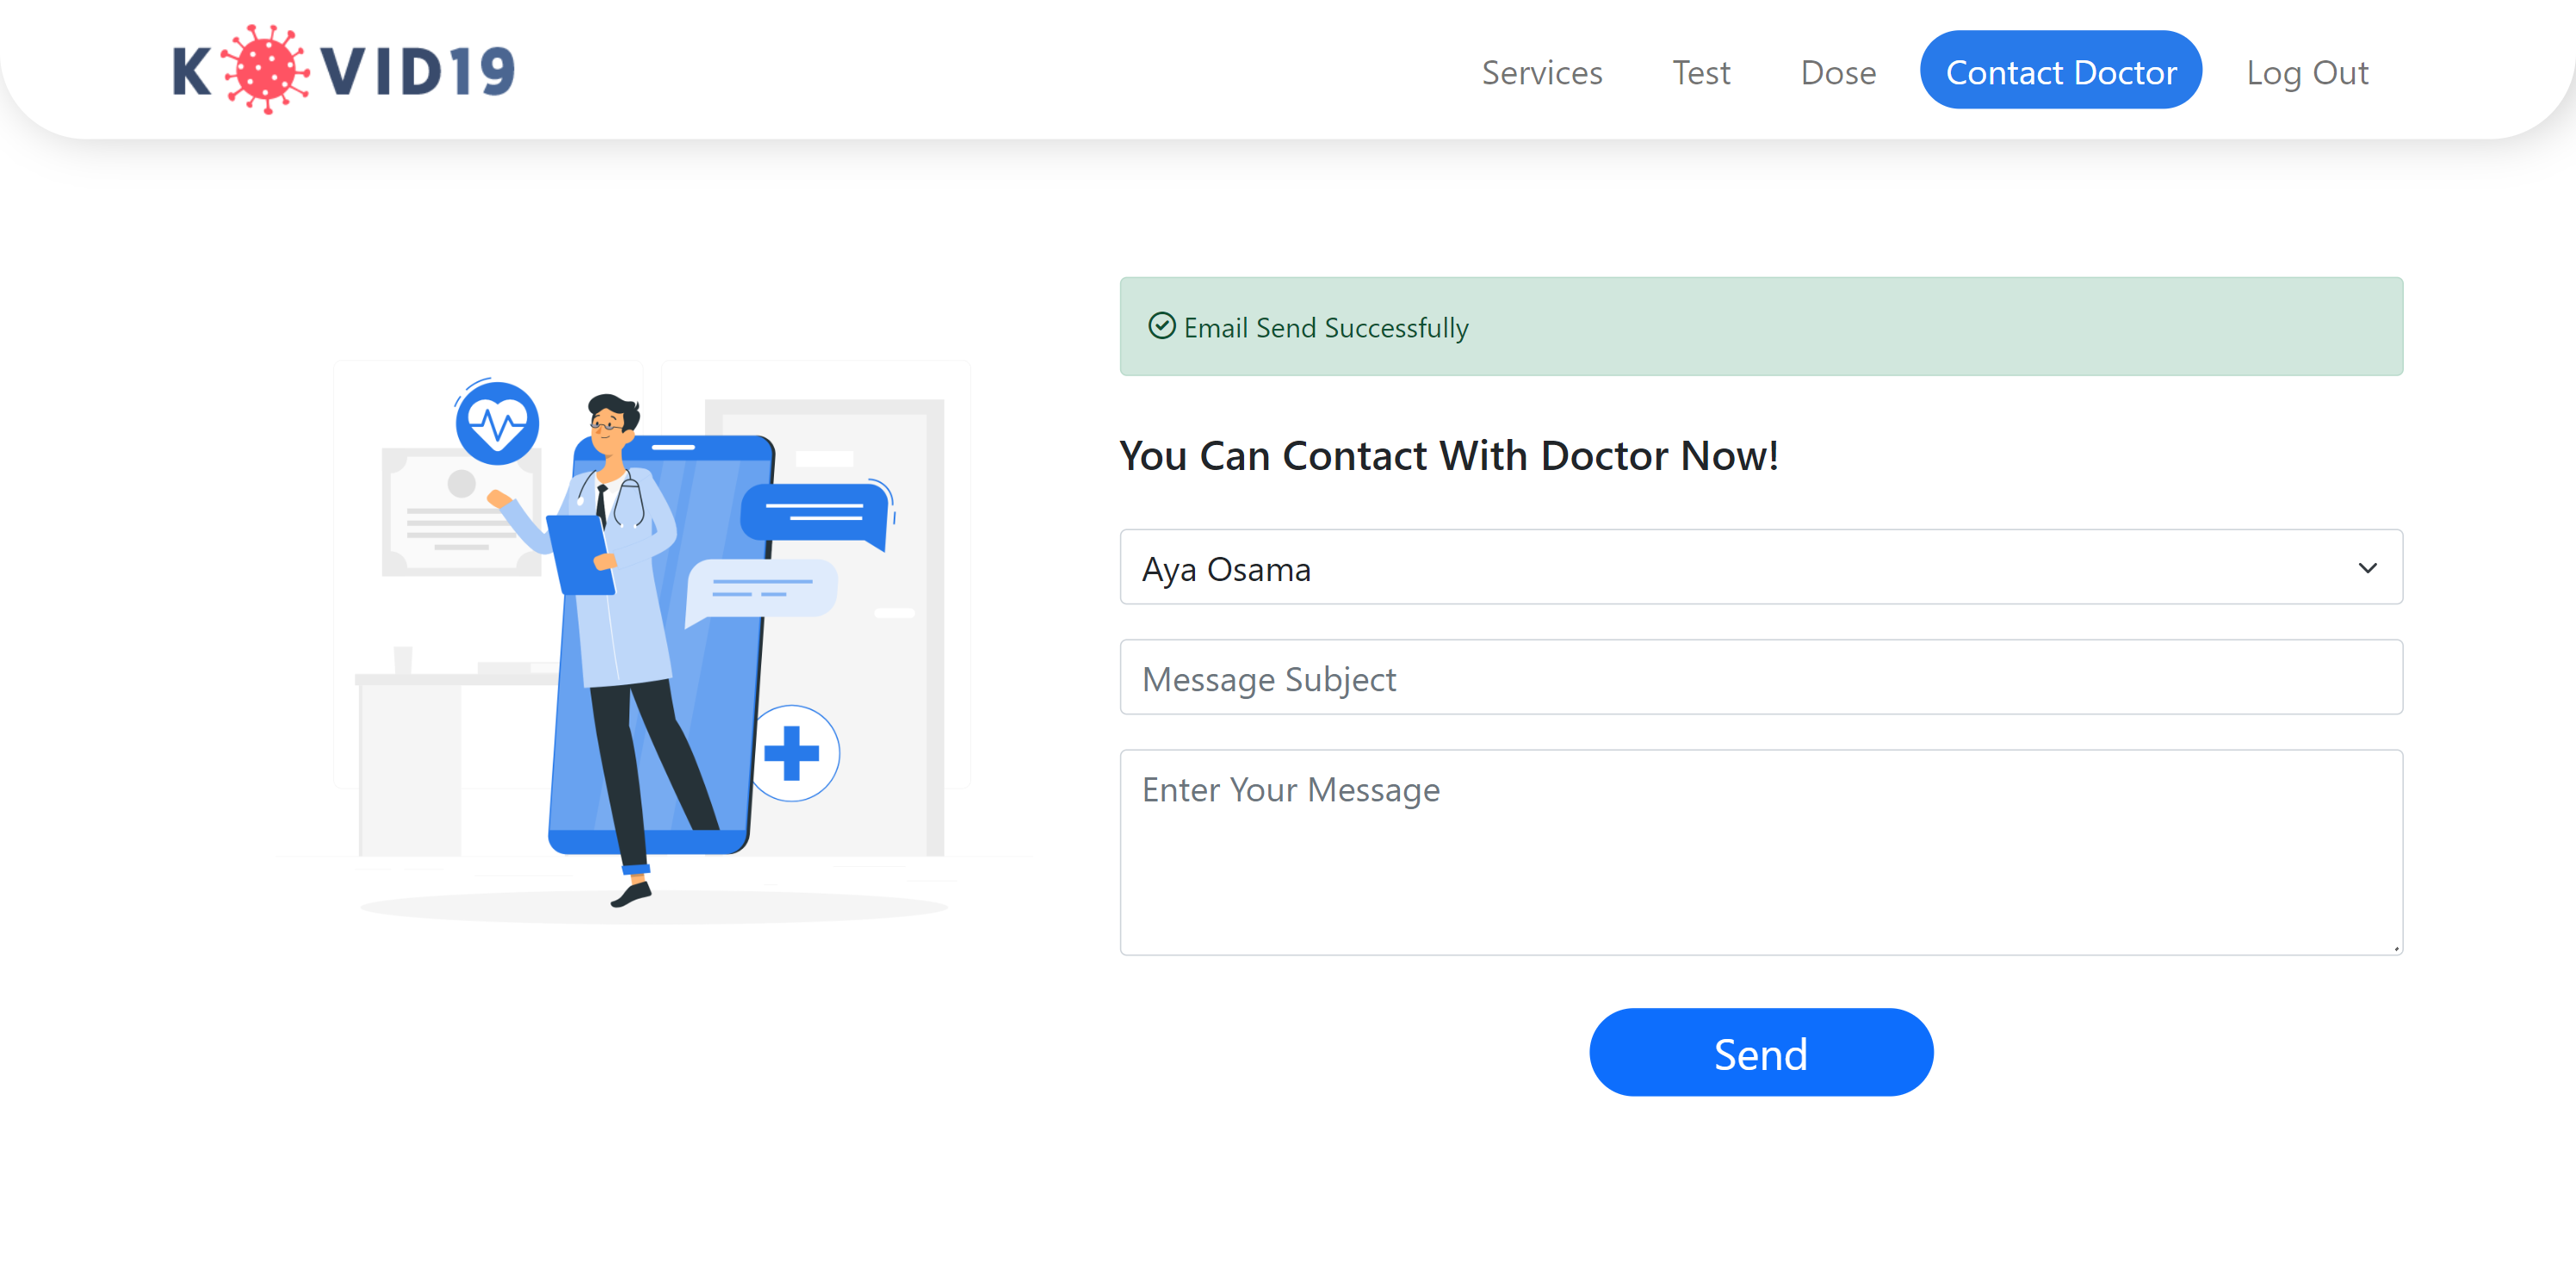 K VID19
Services Test Dose Contact Doctor Log Out
Email Send Successfully
You Can Contact With Doctor Now!
Aya Osama
Message Subject
Enter Your Message
Send